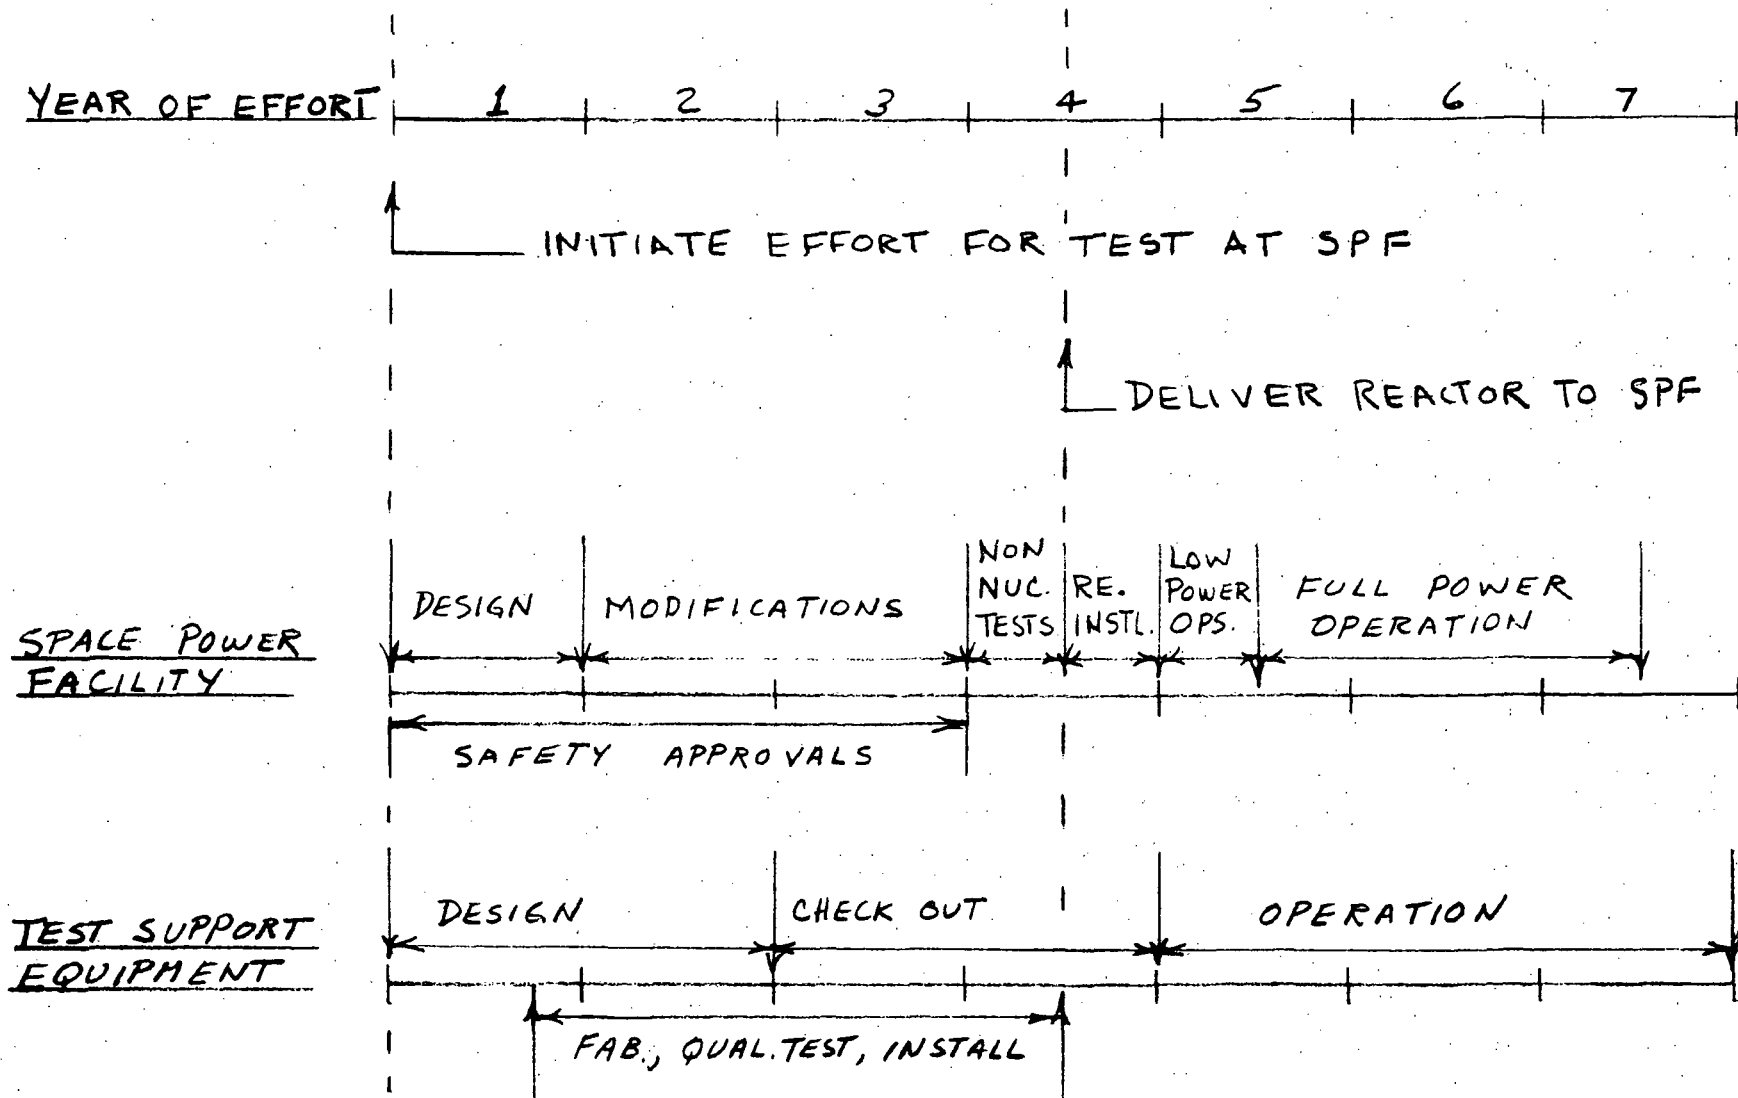 YEAR OF EFFORT 1 2 3 4 5 6 7
INITIATE EFFORT FOR TEST AT SPF
DELIVER REACTOR TO SPF
SPACE POWER
FACILITY
DESIGN
MODIFICATIONS
NON
NUC.
TESTS
RE.
INSTL.
LOW
POWER
OPS.
FULL POWER
OPERATION
SAFETY APPROVALS
TEST SUPPORT
EQUIPMENT
DESIGN
CHECK OUT
OPERATION
FAB., QUAL. TEST, INSTALL